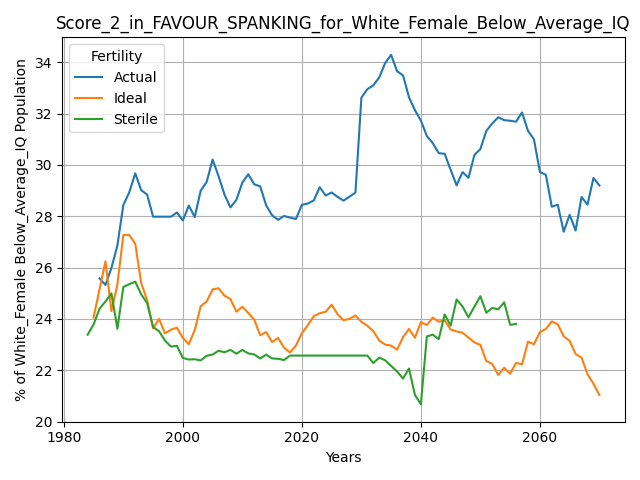 Score_2_in_FAVOUR_SPANKING_for_White_Female_Below_Average_IQ
% of White_Female Below_Average_IQ Population
34
32
30
28
26
24
22
20
Fertility
Actual
Ideal
Sterile
1980
2000
2020
2040
2060
Years